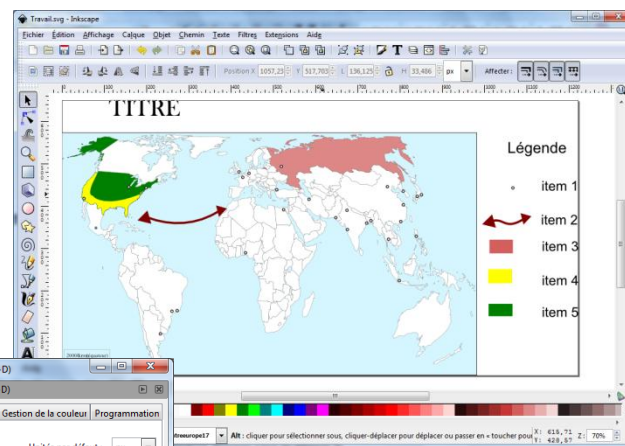 Travail.svg - Inkscape
Fichier Édition Affichage Calque Objet Chemin Texte Filtres Extensions Aide
Position X 1057,23 Y 517,703 L 136,125 H 33,486 px Affecter :
TITRE
Légende
item 1
item 2
item 3
item 4
item 5
-D)
-D)
Gestion de la couleur Programmation
Alt : cliquer pour sélectionner sous, cliquer-déplacer pour déplacer ou passer en « toucher pou
X: 616,71
Y: 428,57
Z: 70%